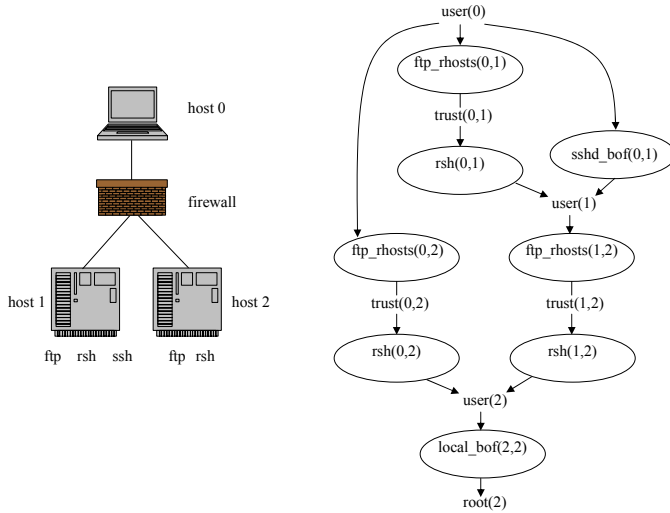 host 0
firewall
host 1
host 2
ftp rsh ssh
ftp rsh
user(0)
ftp_rhosts(0,1)
trust(0,1)
rsh(0,1)
sshd_bof(0,1)
user(1)
ftp_rhosts(0,2)
ftp_rhosts(1,2)
trust(0,2)
trust(1,2)
rsh(0,2)
rsh(1,2)
user(2)
local_bof(2,2)
root(2)